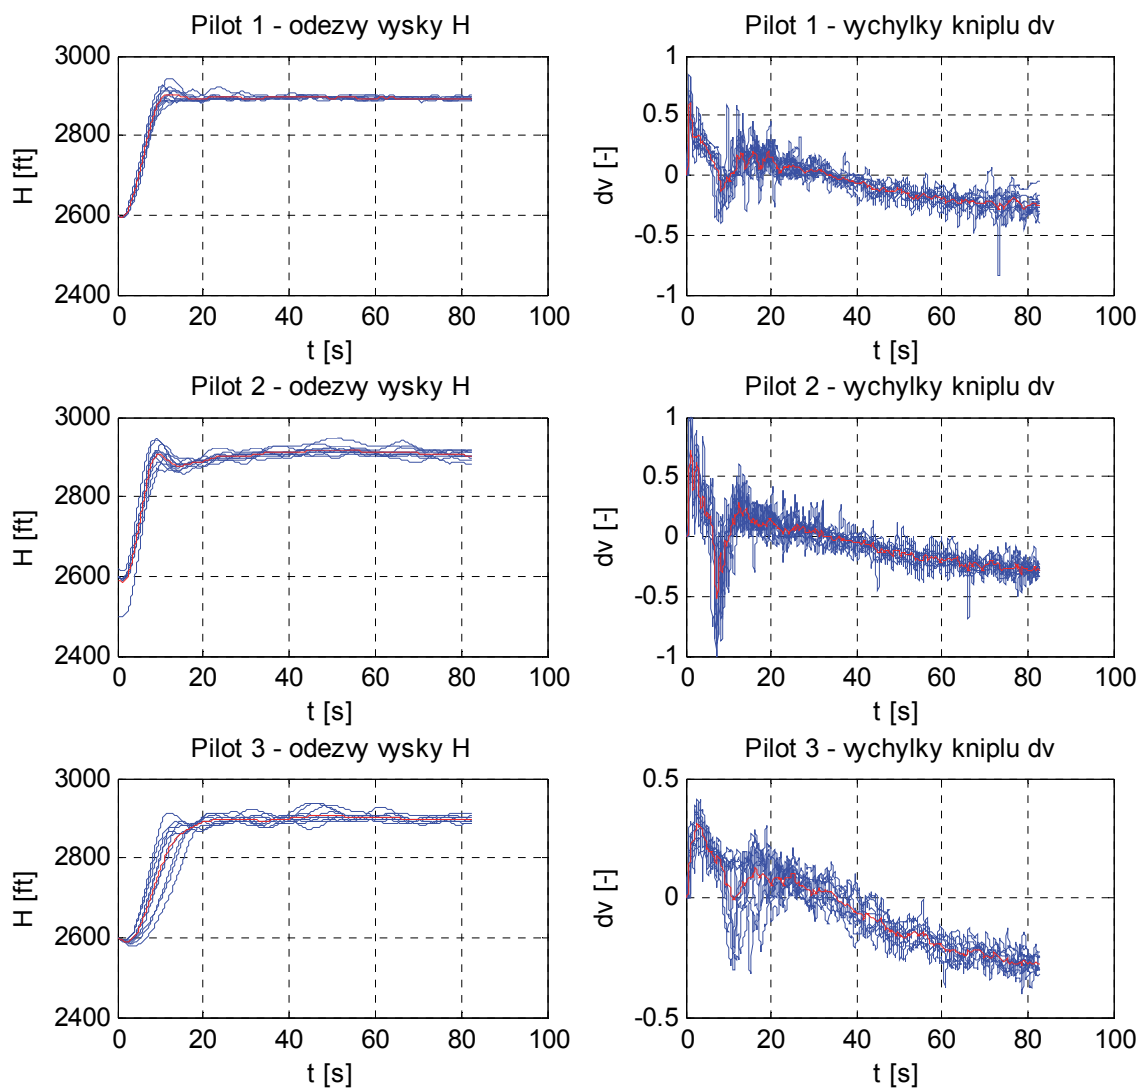 Pilot 1 - odezvy vysky H
3000
2800
2600
2400
H [ft]
0 20 40 60 80 100
t [s]
Pilot 1 - vychylky kniplu dv
1
0.5
0
-0.5
-1
dv [-]
0 20 40 60 80 100
t [s]
Pilot 2 - odezvy vysky H
3000
2800
2600
2400
H [ft]
0 20 40 60 80 100
t [s]
Pilot 2 - vychylky kniplu dv
1
0.5
0
-0.5
-1
dv [-]
0 20 40 60 80 100
t [s]
Pilot 3 - odezvy vysky H
3000
2800
2600
2400
H [ft]
0 20 40 60 80 100
t [s]
Pilot 3 - vychylky kniplu dv
0.5
0
-0.5
dv [-]
0 20 40 60 80 100
t [s]